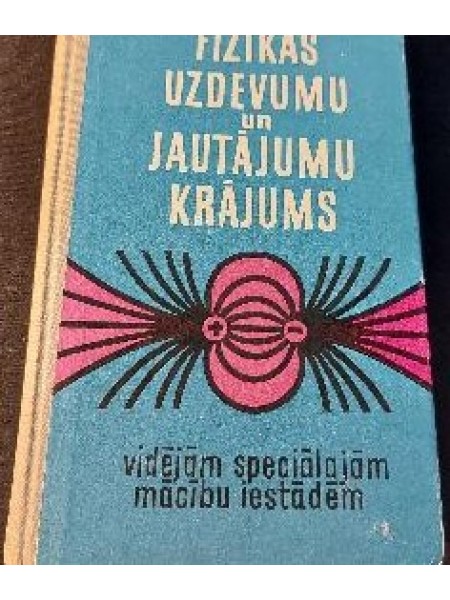 FIZIKAS
UZDEVUMU
un
JAUTĀJUMU
KRĀJUMS
+ -
vidējām speciālajām
mācību iestādēm